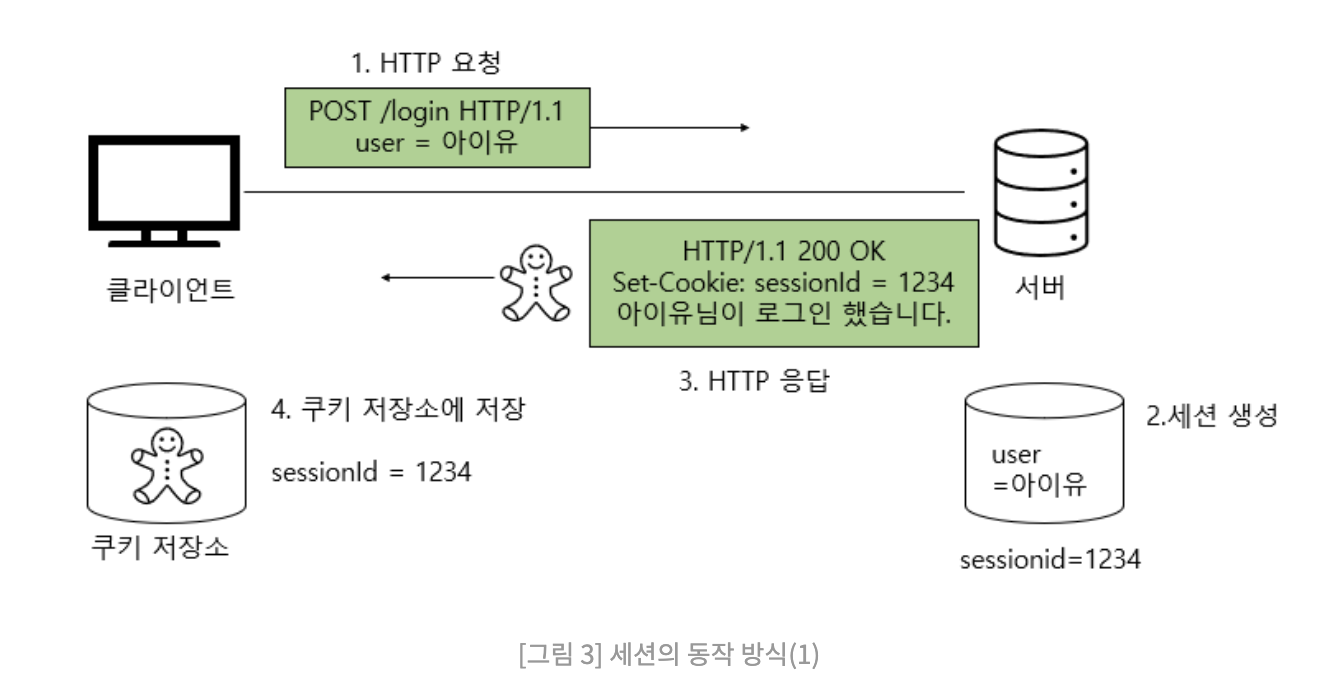 1. HTTP 요청
POST /login HTTP/1.1
user = 아이유
클라이언트
서버
HTTP/1.1 200 OK
Set-Cookie: sessionId = 1234
아이유님이 로그인 했습니다.
3. HTTP 응답
4. 쿠키 저장소에 저장
sessionId = 1234
쿠키 저장소
2.세션 생성
user
=아이유
sessionid=1234
[그림 3] 세션의 동작 방식(1)